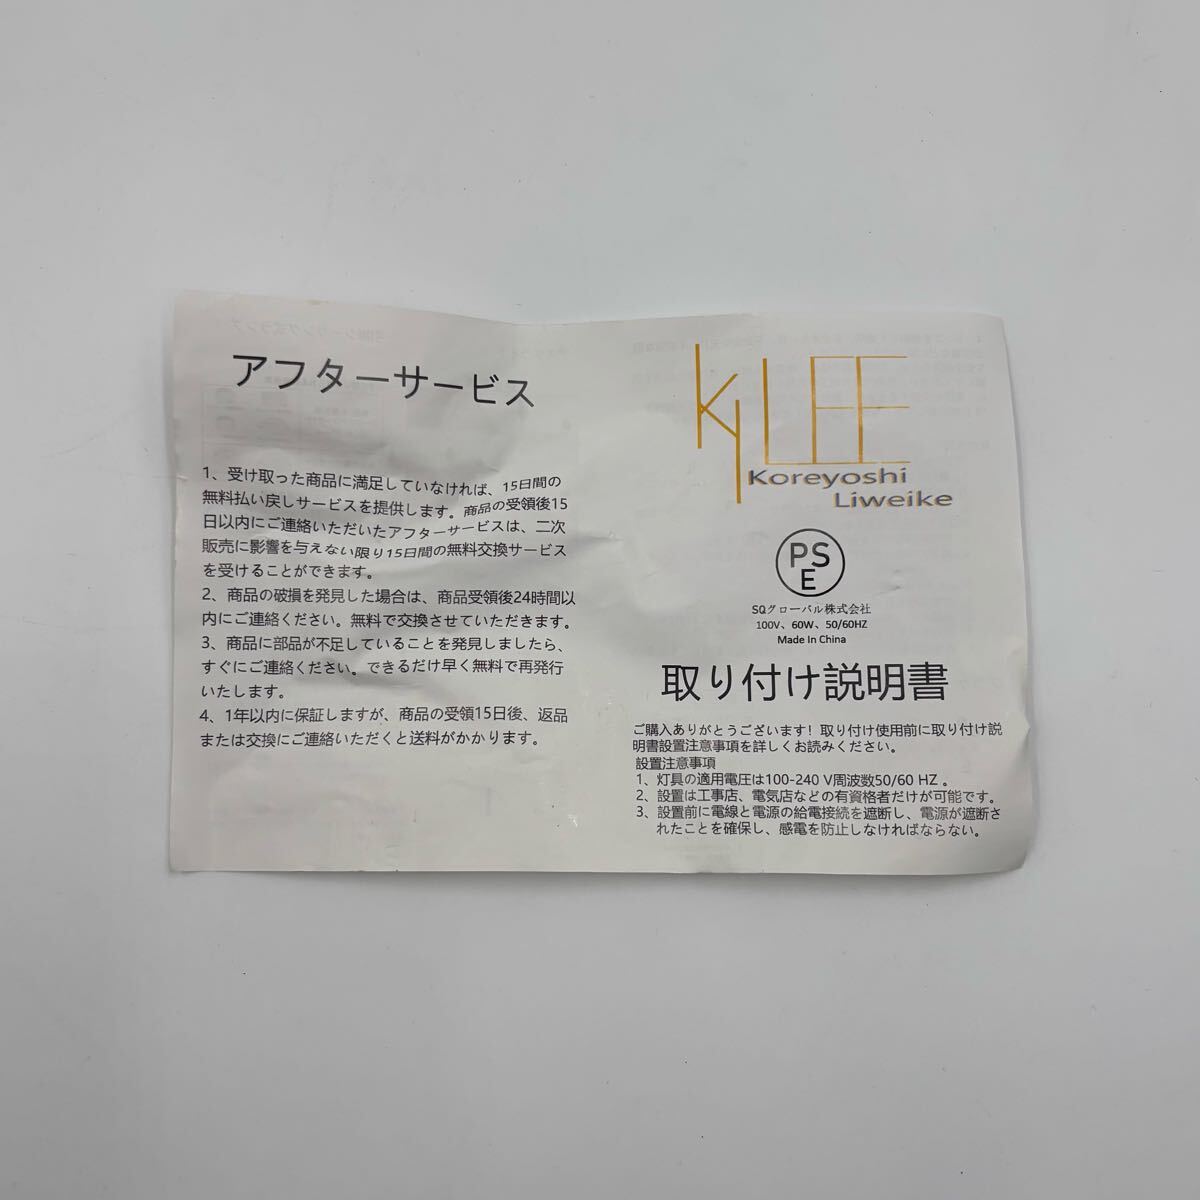 アフターサービス
1、受け取った商品に満足していなければ、15日間の
無料払い戻しサービスを提供します。商品の受領後15
日以内にご連絡いただいたアフターサービスは、二次
販売に影響を与えない限り15日間の無料交換サービス
を受けることができます。
2、商品の破損を発見した場合は、商品受領後24時間以
内にご連絡ください。無料で交換させていただきます。
3、商品に部品が不足していることを発見しましたら、
すぐにご連絡ください。できるだけ早く無料で再発行
いたします。
4、1年以内に保証しますが、商品の受領15日後、返品
または交換にご連絡いただくと送料がかかります。
KyLEE
Koreyoshi
Liweike
PS
E
SQグローバル株式会社
100V、60W、50/60HZ
Made In China
取り付け説明書
ご購入ありがとうございます！取り付け使用前に取り付け説
明書設置注意事項を詳しくお読みください。
設置注意事項
1、灯具の適用電圧は100-240 V周波数50/60 HZ 。
2、設置は工事店、電気店などの有資格者だけが可能です。
3、設置前に電線と電源の給電接続を遮断し、電源が遮断さ
れたことを確保し、感電を防止しなければならない。